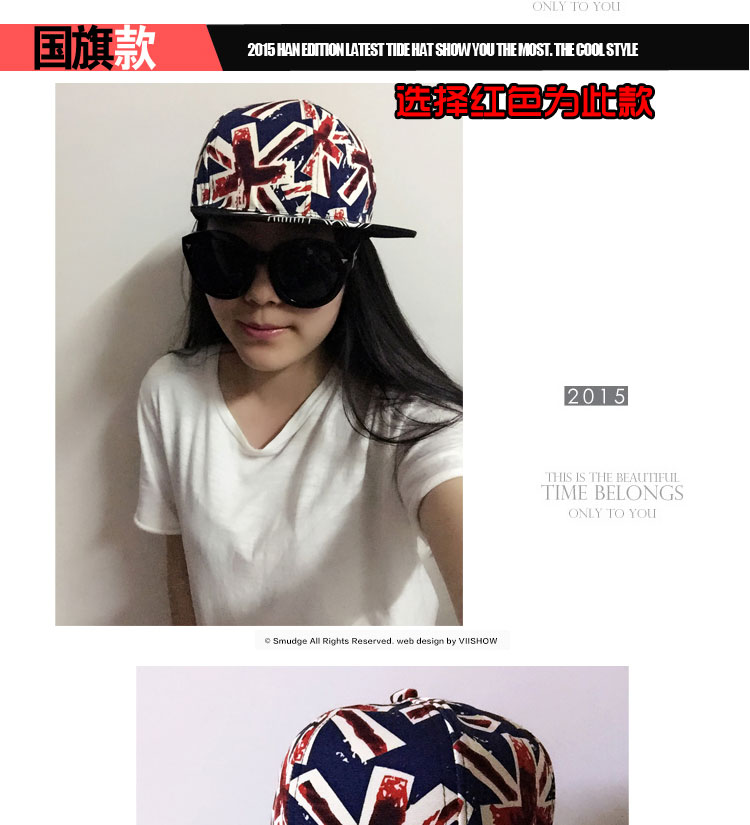 ONLY TO YOU
国旗款
2015 HAN EDITION LATEST TIDE HAT SHOW YOU THE MOST. THE COOL STYLE
选择红色为此款
2015
THIS IS THE BEAUTIFUL
TIME BELONGS
ONLY TO YOU
© Smudge All Rights Reserved. web design by VIISHOW